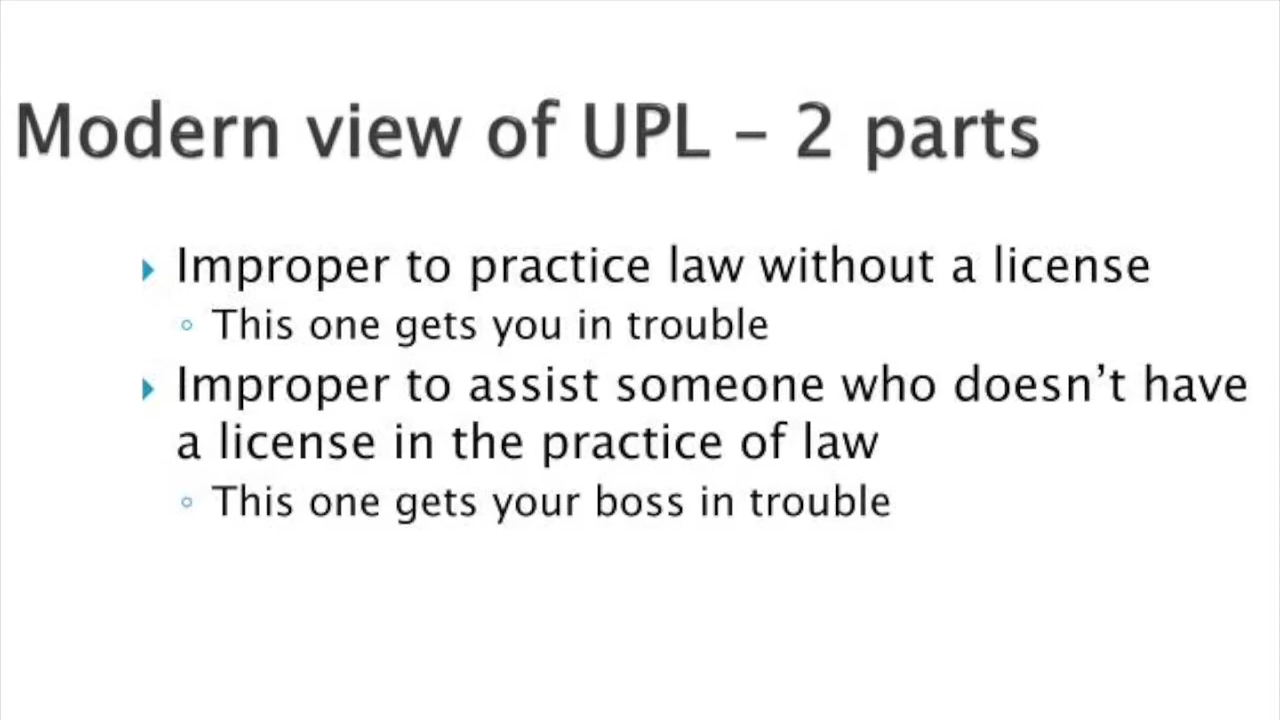 Modern view of UPL – 2 parts
Improper to practice law without a license
This one gets you in trouble
Improper to assist someone who doesn’t have
a license in the practice of law
This one gets your boss in trouble